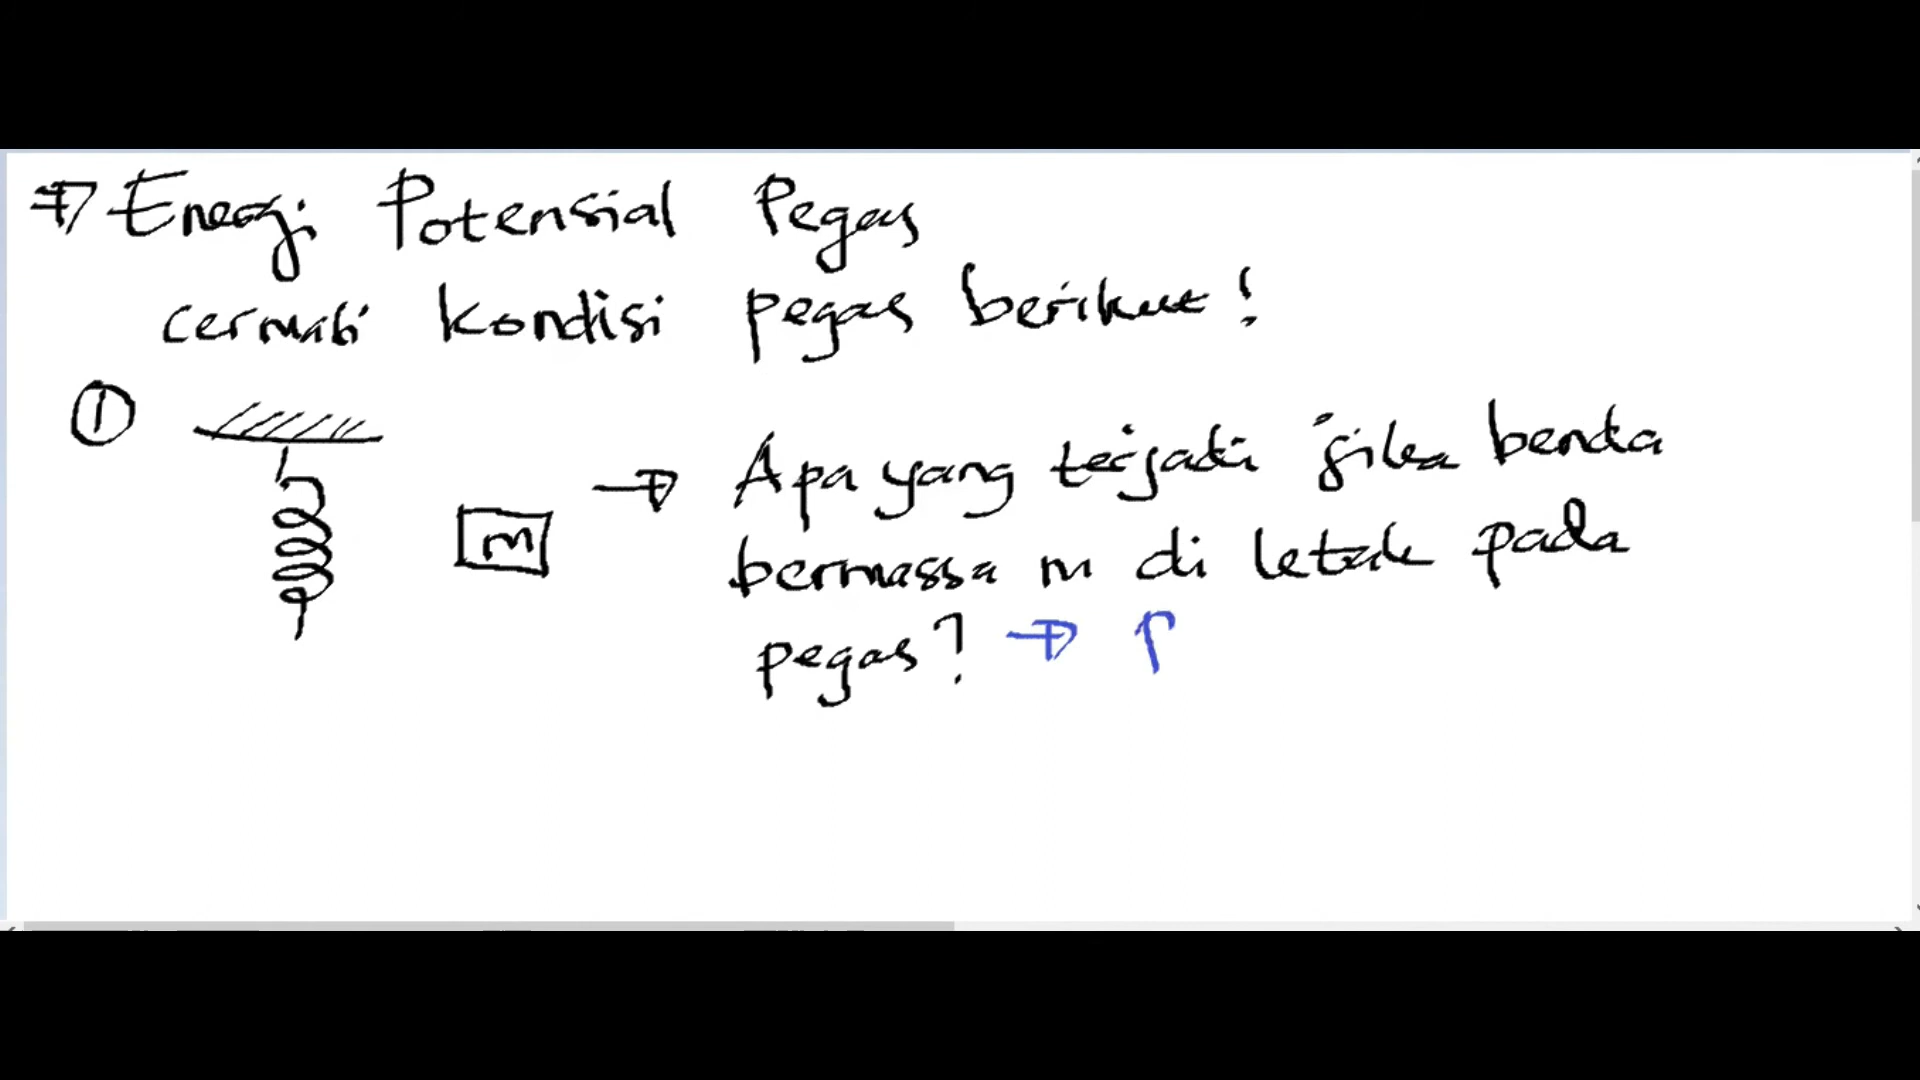 ⇒ Energi Potensial Pegas
cermati kondisi pegas berikut!
①
m
→ Apa yang terjadi jika benda
bermassa m di letak pada
pegas? → P